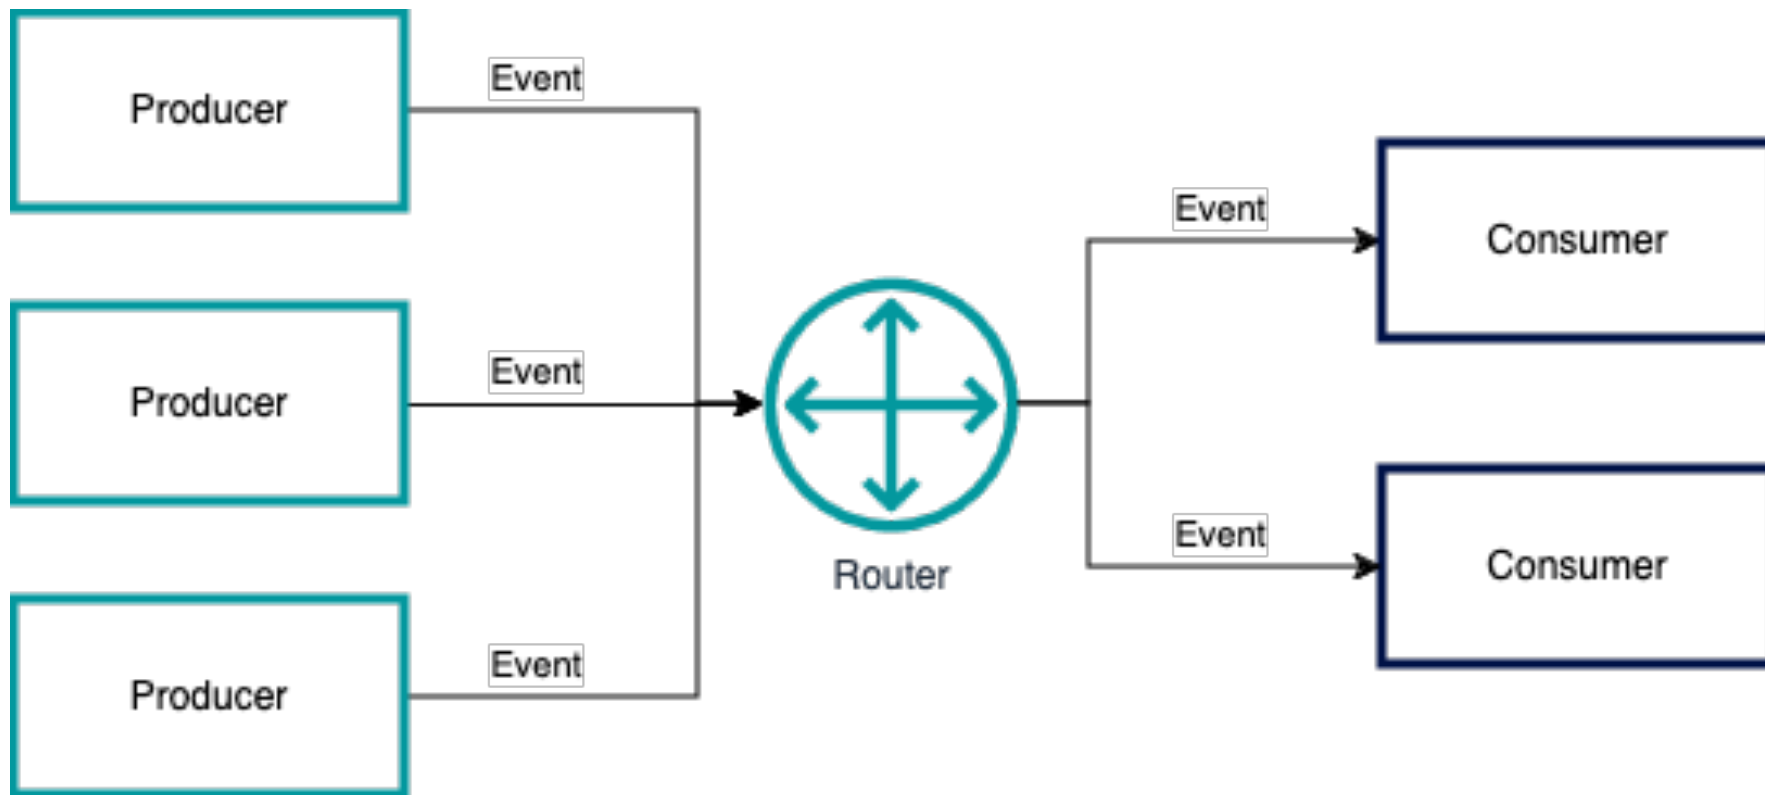 Producer
Event
Producer
Event
Producer
Event
Router
Event
Consumer
Event
Consumer